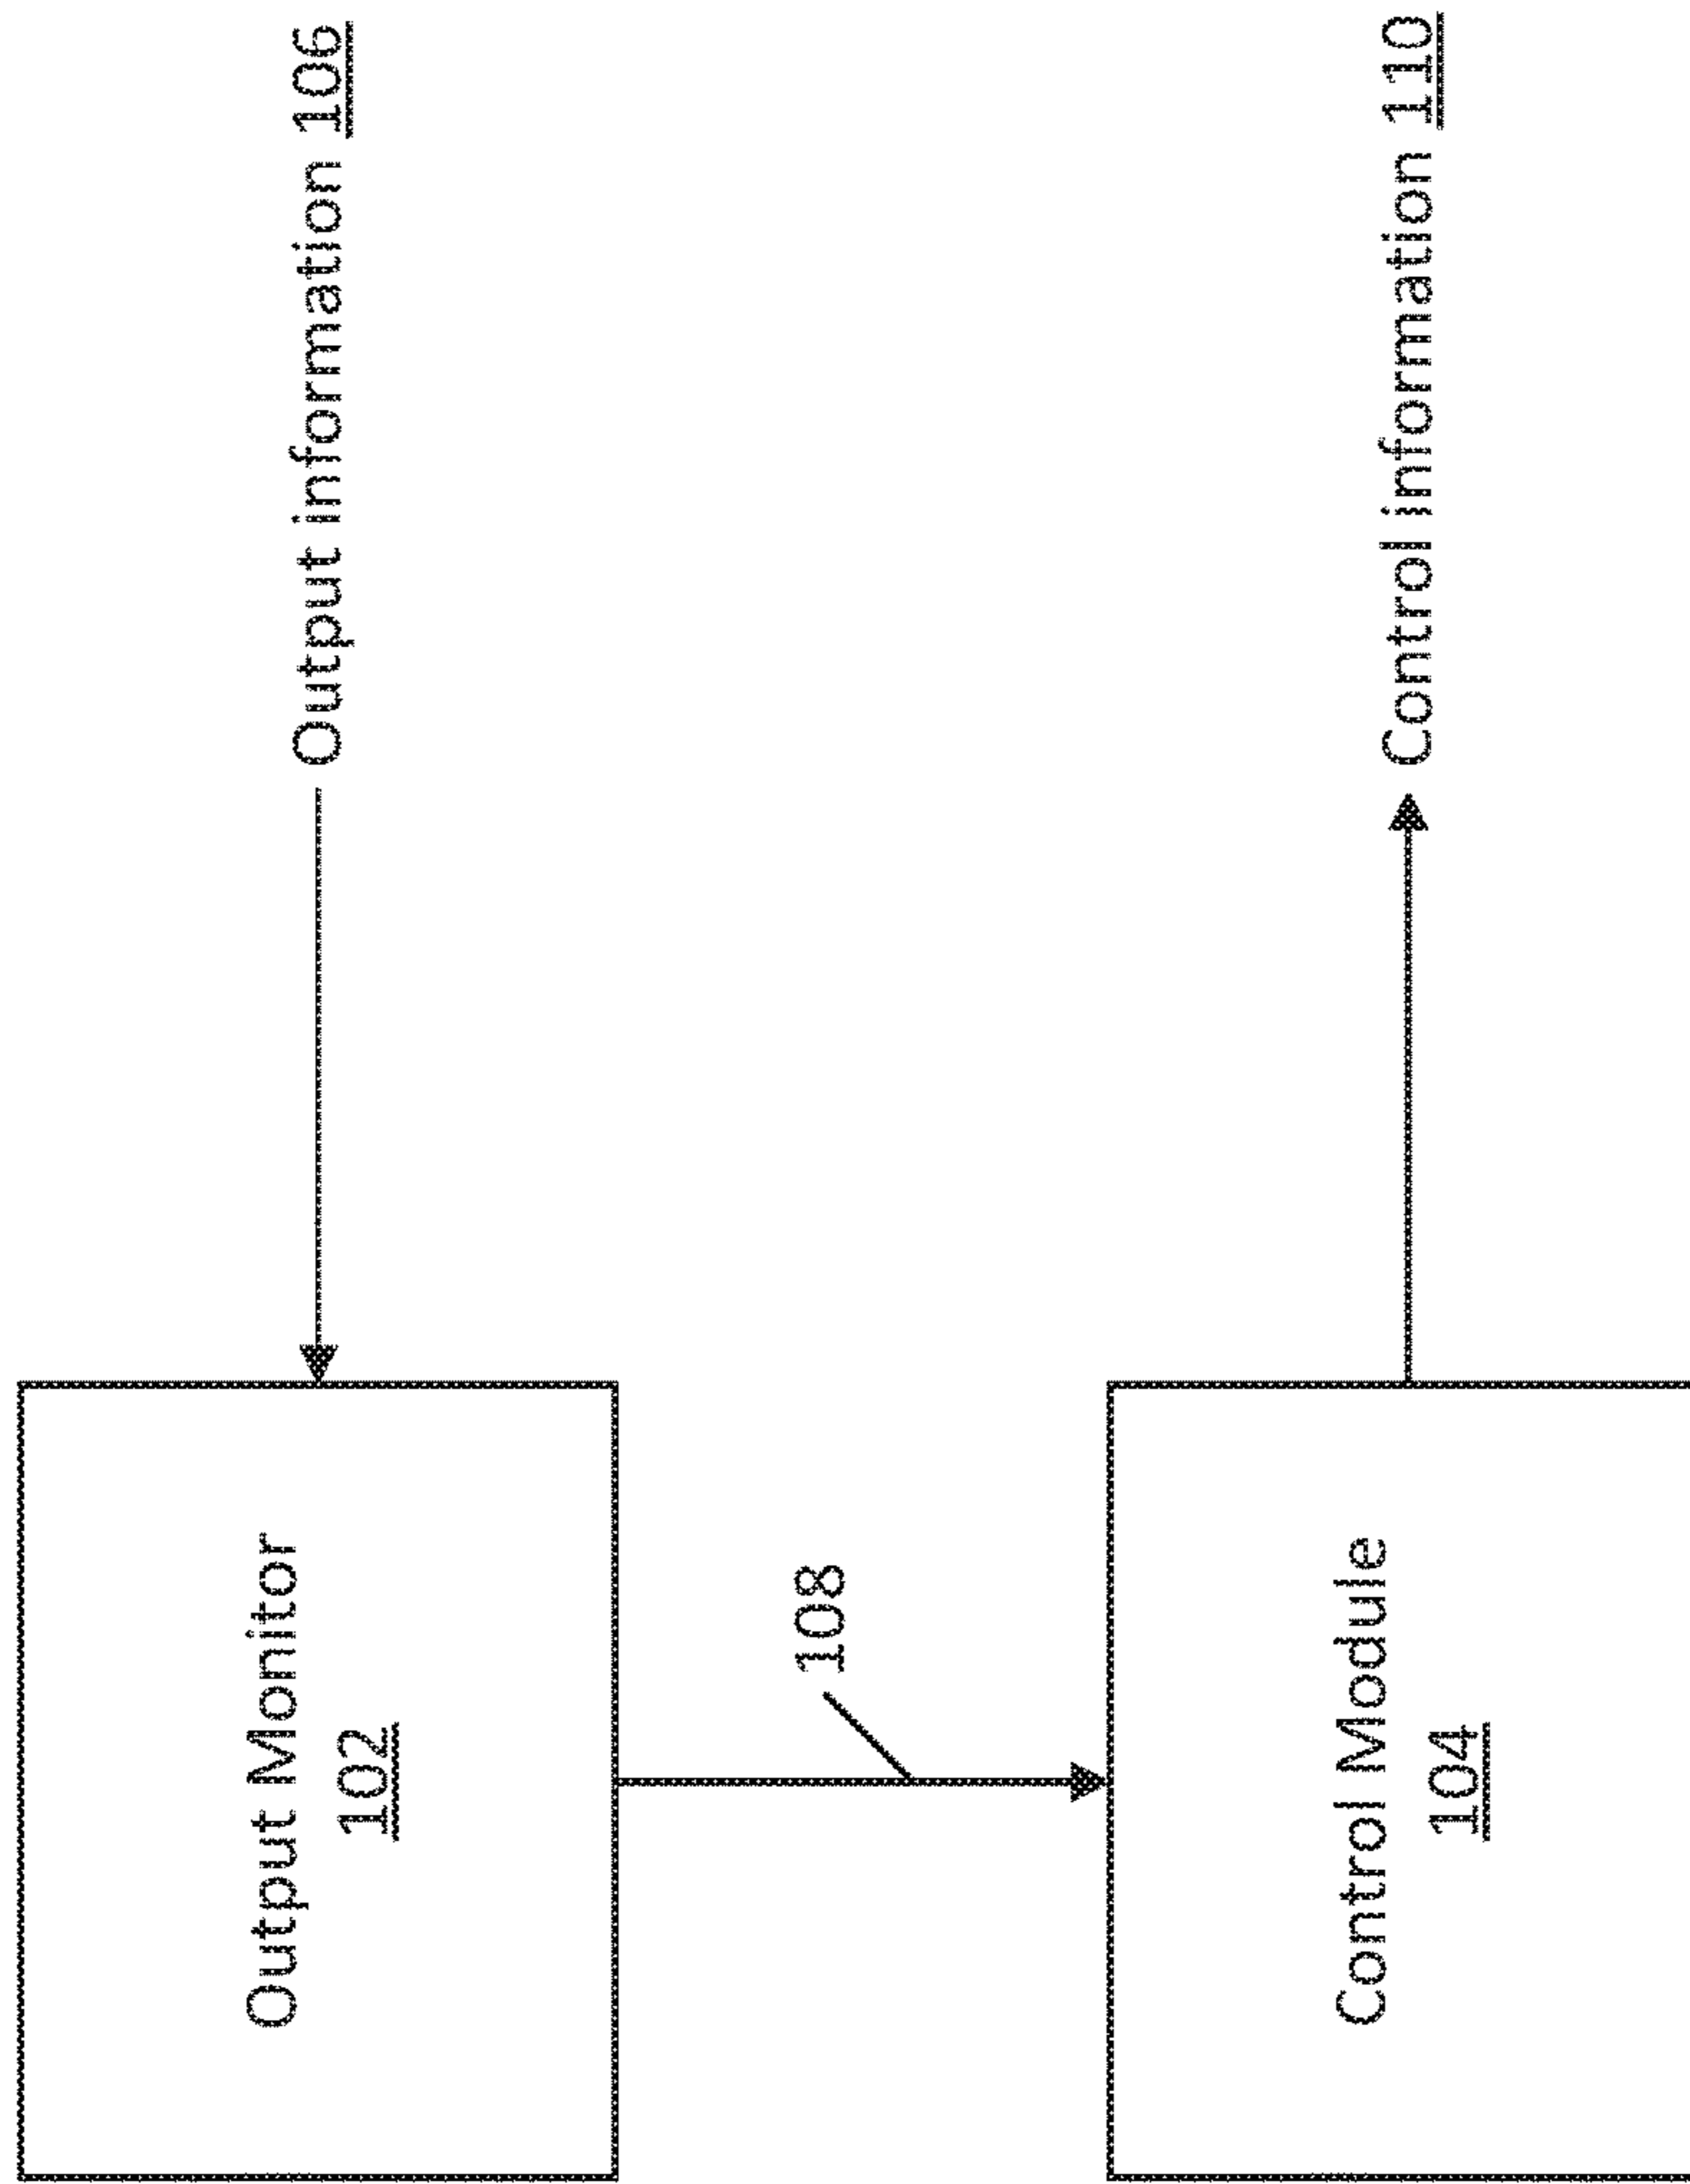 Output Monitor
102
Output information 106
108
Control Module
104
Control information 110